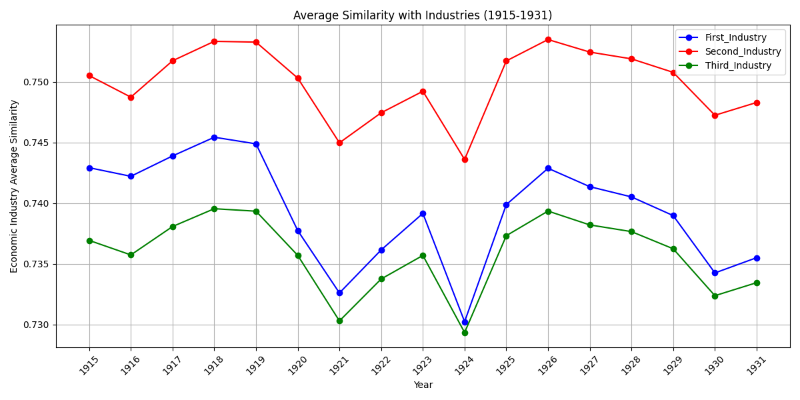 Average Similarity with Industries (1915-1931)
First_Industry
Second_Industry
Third_Industry
Economic Industry Average Similarity
0.750
0.745
0.740
0.735
0.730
1915 1916 1917 1918 1919 1920 1921 1922 1923 1924 1925 1926 1927 1928 1929 1930 1931
Year